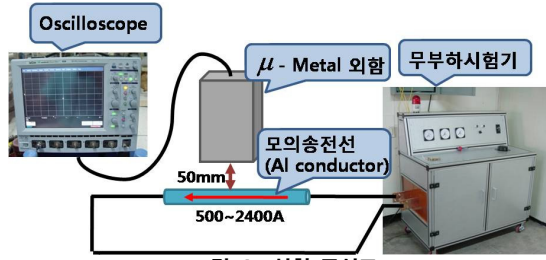 Oscilloscope
μ - Metal 외함
무부하시험기
모의송전선
(Al conductor)
50mm
500~2400A